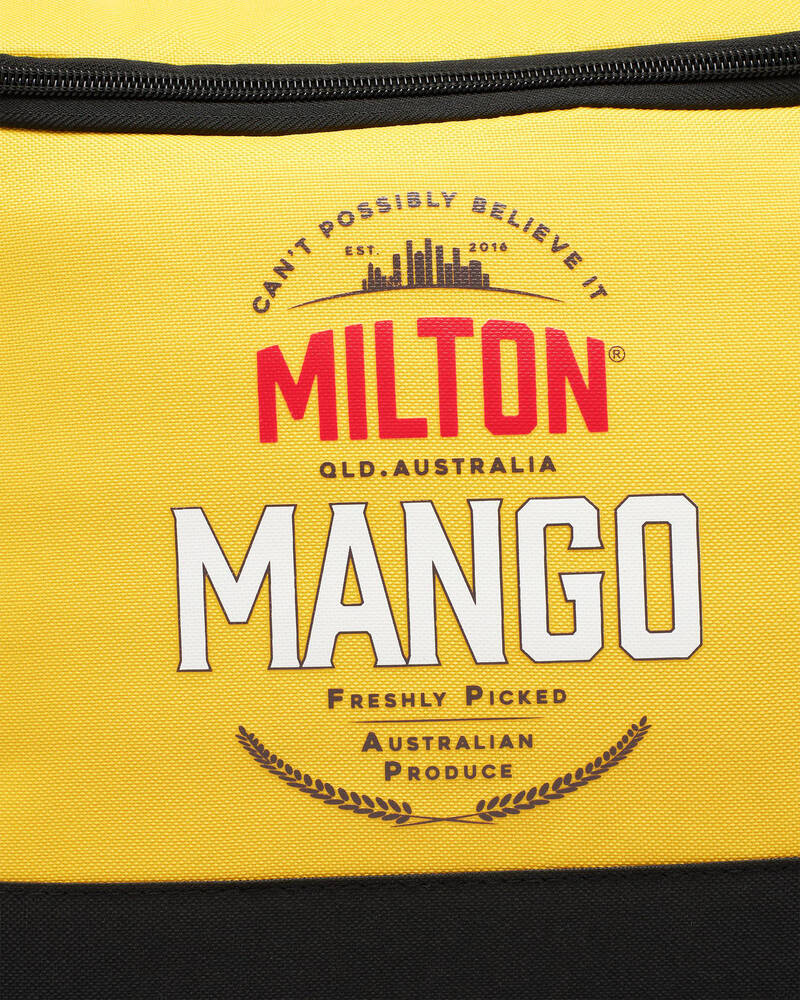 CAN'T POSSIBLY BELIEVE IT
EST. 2016
MILTON®
QLD.AUSTRALIA
MANGO
FRESHLY PICKED
AUSTRALIAN
PRODUCE